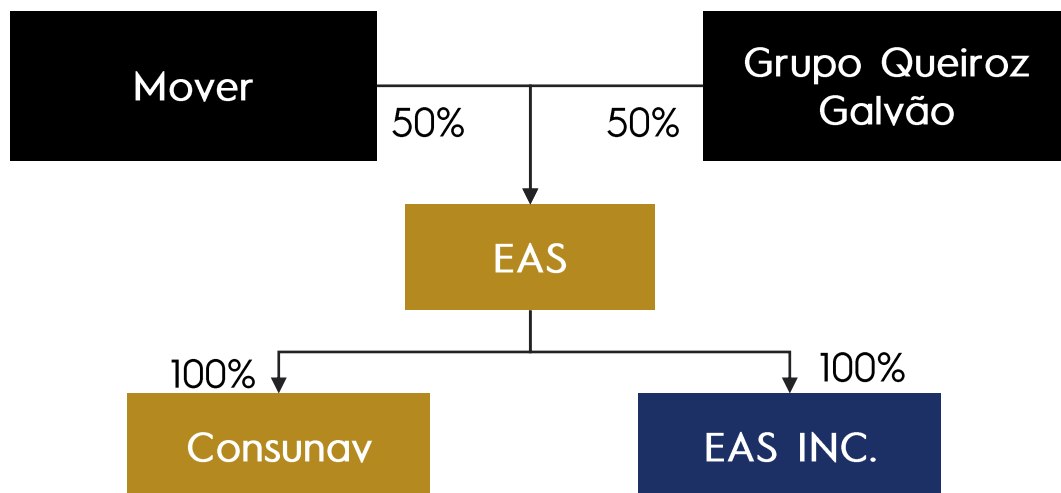 Mover
Grupo Queiroz
Galvão
50%
50%
EAS
100%
100%
Consunav
EAS INC.